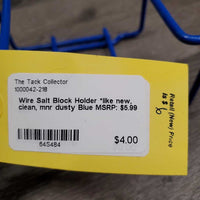 The Tack Collector
1000042-218
Wire Salt Block Holder *like new,
clean, mnr dusty Blue MSRP: $5.99
645484
$4.00
Retail (New) Price
is $ 6